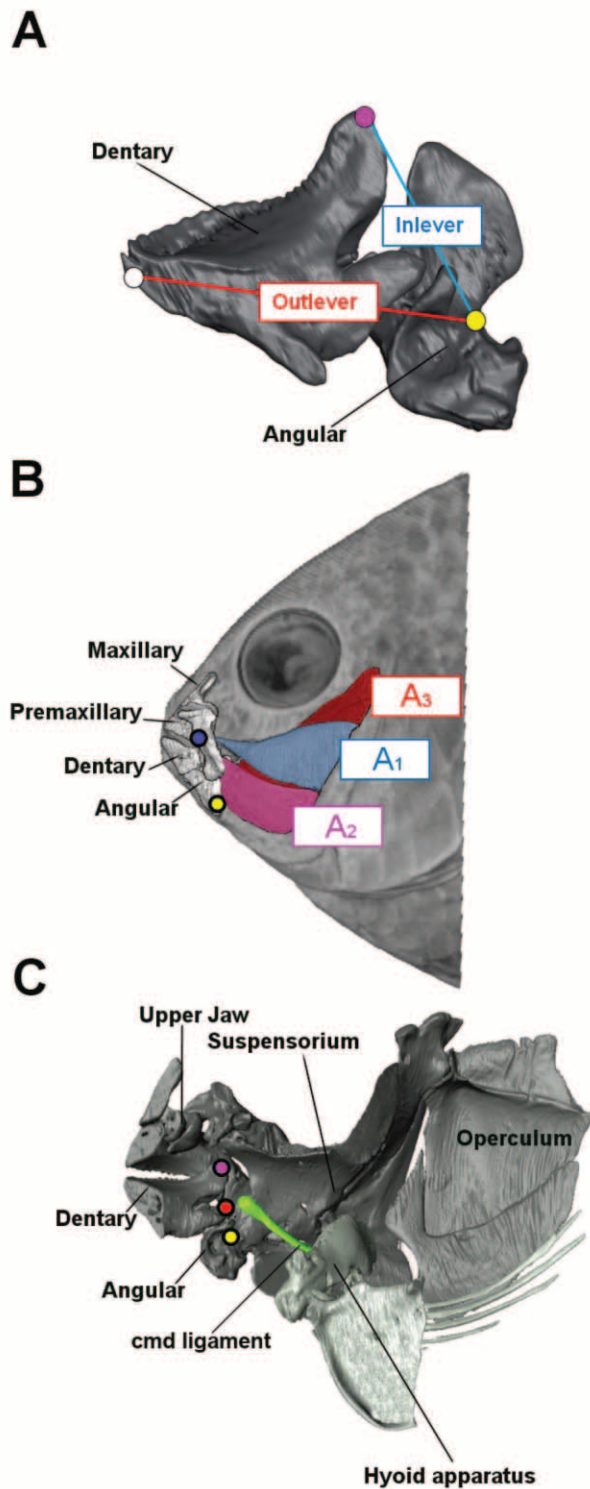 A
Dentary
Inlever
Outlever
Angular
B
Maxillary
A3
Premaxillary
A1
Dentary
Angular
A2
C
Upper Jaw
Suspensorium
Operculum
Dentary
Angular
cmd ligament
Hyoid apparatus